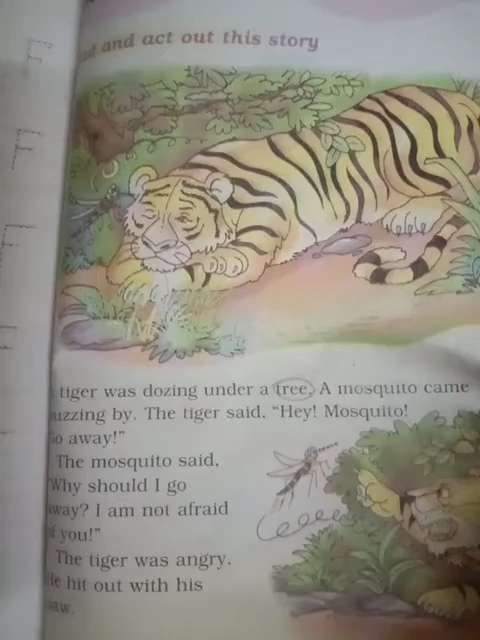 and act out this story
tiger was dozing under a tree. A mosquito came
uzzing by. The tiger said, "Hey! Mosquito!
o away!"
The mosquito said,
"Why should I go
way? I am not afraid
f you!"
The tiger was angry.
He hit out with his
aw.